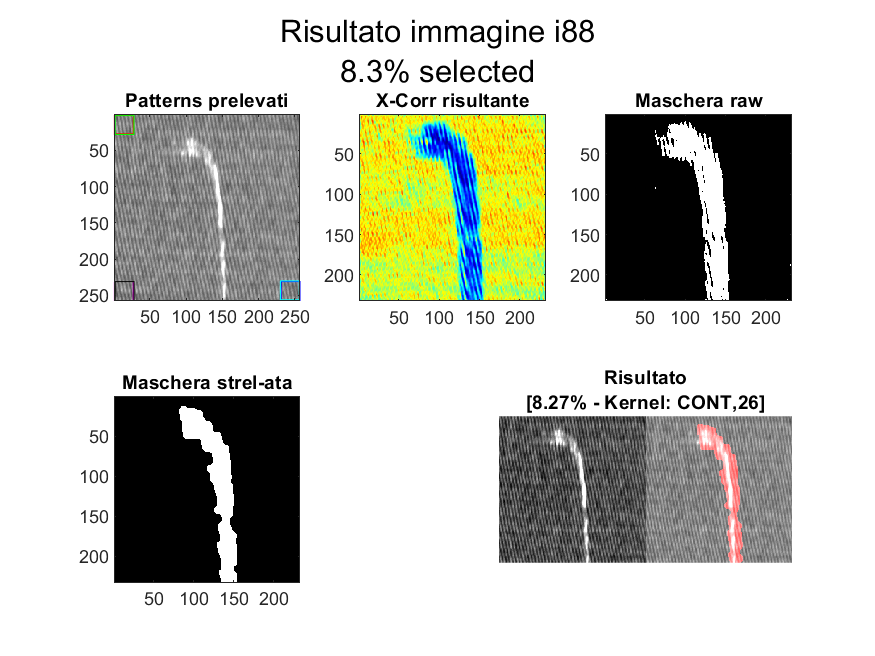 Risultato immagine i88
8.3% selected
Patterns prelevati
X-Corr risultante
Maschera raw
50
100
150
200
250
50 100 150 200 250
50
100
150
200
50 100 150 200
50
100
150
200
50 100 150 200
Maschera strel-ata
50
100
150
200
50 100 150 200
Risultato
[8.27% - Kernel: CONT,26]